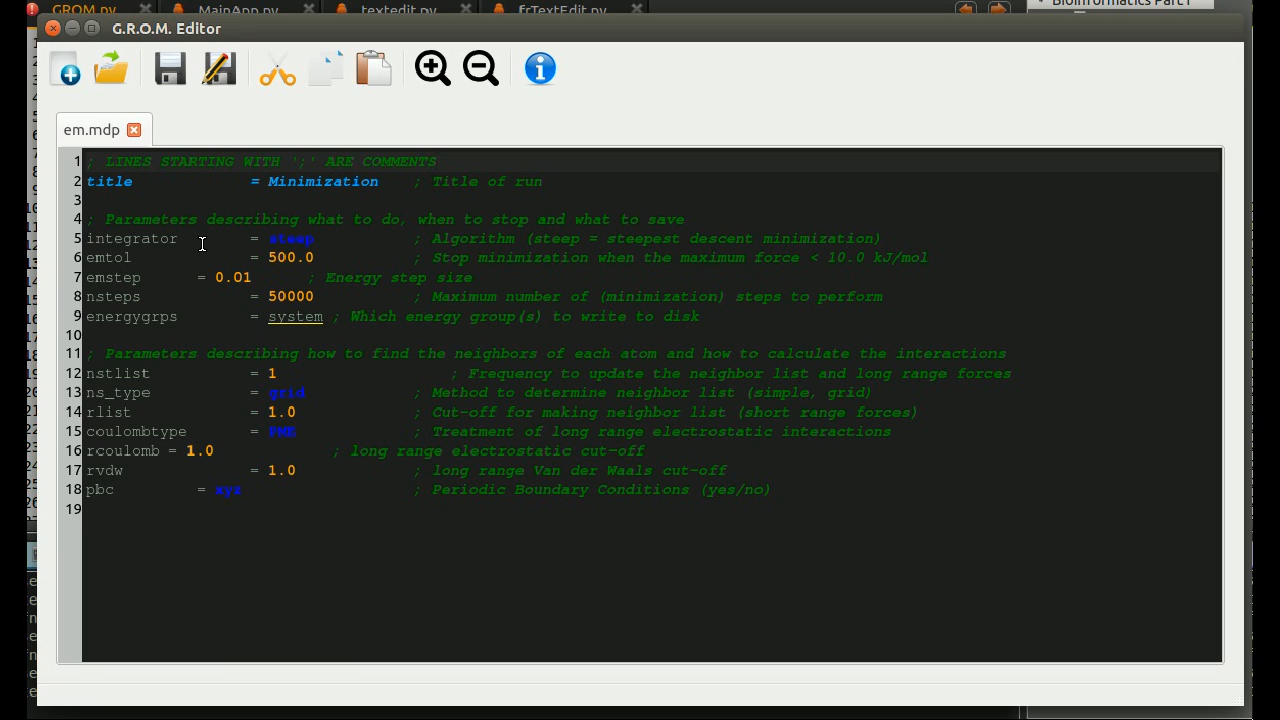 GROM.py MainApp.py textedit.py frTextEdit.py Bioinformatics Part I
G.R.O.M. Editor
em.mdp
1 ; LINES STARTING WITH ';' ARE COMMENTS
2 title = Minimization ; Title of run
3
4 ; Parameters describing what to do, when to stop and what to save
5 integrator = steep ; Algorithm (steep = steepest descent minimization)
6 emtol = 500.0 ; Stop minimization when the maximum force < 10.0 kJ/mol
7 emstep = 0.01 ; Energy step size
8 nsteps = 50000 ; Maximum number of (minimization) steps to perform
9 energygrps = system ; Which energy group(s) to write to disk
10
11 ; Parameters describing how to find the neighbors of each atom and how to calculate the interactions
12 nstlist = 1 ; Frequency to update the neighbor list and long range forces
13 ns_type = grid ; Method to determine neighbor list (simple, grid)
14 rlist = 1.0 ; Cut-off for making neighbor list (short range forces)
15 coulombtype = PME ; Treatment of long range electrostatic interactions
16 rcoulomb = 1.0 ; long range electrostatic cut-off
17 rvdw = 1.0 ; long range Van der Waals cut-off
18 pbc = xyz ; Periodic Boundary Conditions (yes/no)
19